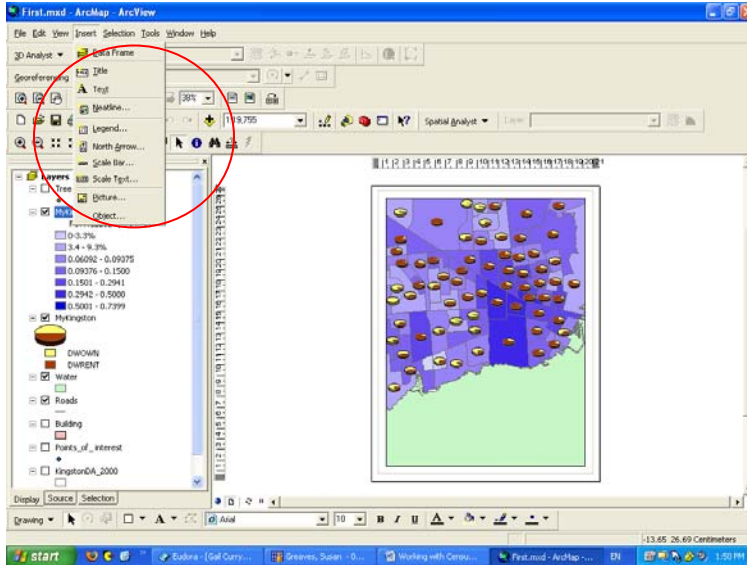 First.mxd - ArcMap - ArcView
File Edit View Insert Selection Tools Window Help
3D Analyst
Data Frame
Georeferencing
Title
Text
38%
Neatline...
1:19,755
Spatial Analyst
Layer
Legend...
North Arrow...
Scale Bar...
Layers
Tree
Scale Text...
Picture...
Object...
0-3.3%
3.4 - 9.3%
0.06092 - 0.09375
0.09376 - 0.1500
0.1501 - 0.2941
0.2942 - 0.5000
0.5001 - 0.7399
MyKingston
DWOWN
DWRENT
Water
Roads
Building
Points_of_interest
KingstonDA_2000
Display Source Selection
Drawing
A
Arial
10
B I U A
-13.65 26.69 Centimeters
start
Eudora - [Gail Curry...
Greaves, Susan - O...
Working with Censu...
First.mxd - ArcMap -...
EN
1:50 PM